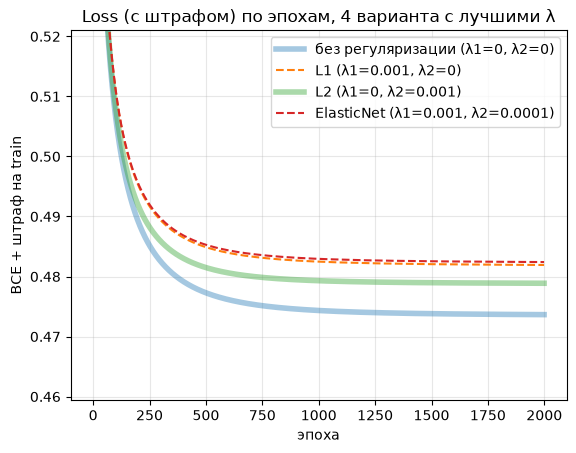 Loss (с штрафом) по эпохам, 4 варианта с лучшими λ
без регуляризации (λ1=0, λ2=0)
L1 (λ1=0.001, λ2=0)
L2 (λ1=0, λ2=0.001)
ElasticNet (λ1=0.001, λ2=0.0001)
BCE + штраф на train
0.52
0.51
0.50
0.49
0.48
0.47
0.46
0 250 500 750 1000 1250 1500 1750 2000
эпоха